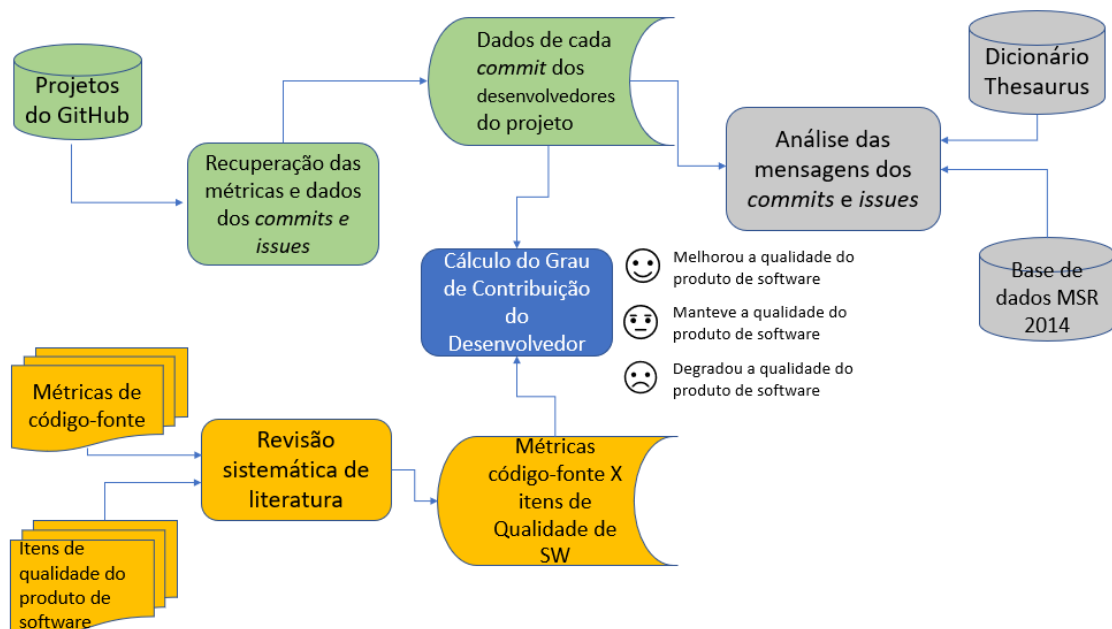 Projetos
do GitHub
Recuperação das
métricas e dados
dos commits e
issues
Dados de cada
commit dos
desenvolvedores
do projeto
Dicionário
Thesaurus
Análise das
mensagens dos
commits e issues
Base de
dados MSR
2014
Cálculo do Grau
de Contribuição
do
Desenvolvedor
Melhorou a qualidade do
produto de software
Manteve a qualidade do
produto de software
Degradou a qualidade do
produto de software
Métricas de
código-fonte
Revisão
sistemática de
literatura
Métricas
código-fonte X
itens de
Qualidade de
SW
Itens de
qualidade do
produto de
software